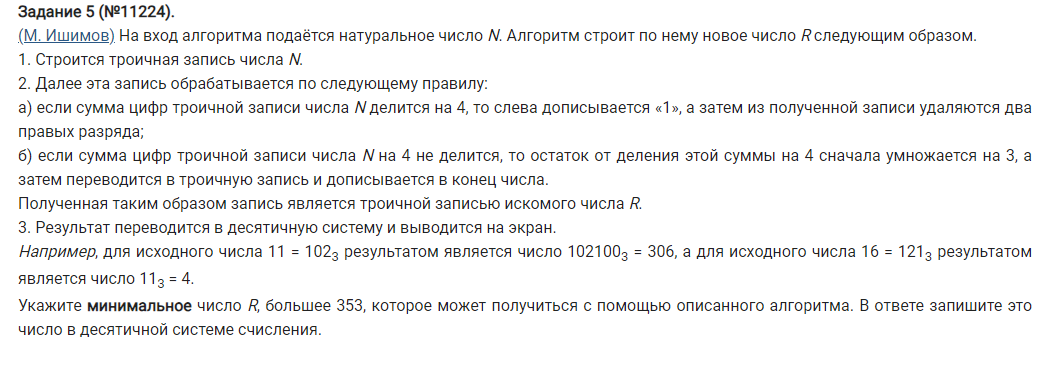 Задание 5 (№11224).
(М. Ишимов) На вход алгоритма подаётся натуральное число N. Алгоритм строит по нему новое число R следующим образом.
1. Строится троичная запись числа N.
2. Далее эта запись обрабатывается по следующему правилу:
а) если сумма цифр троичной записи числа N делится на 4, то слева дописывается «1», а затем из полученной записи удаляются два
правых разряда;
б) если сумма цифр троичной записи числа N на 4 не делится, то остаток от деления этой суммы на 4 сначала умножается на 3, а
затем переводится в троичную запись и дописывается в конец числа.
Полученная таким образом запись является троичной записью искомого числа R.
3. Результат переводится в десятичную систему и выводится на экран.
Например, для исходного числа 11 = 102₃ результатом является число 102100₃ = 306, а для исходного числа 16 = 121₃ результатом
является число 11₃ = 4.
Укажите минимальное число R, большее 353, которое может получиться с помощью описанного алгоритма. В ответе запишите это
число в десятичной системе счисления.